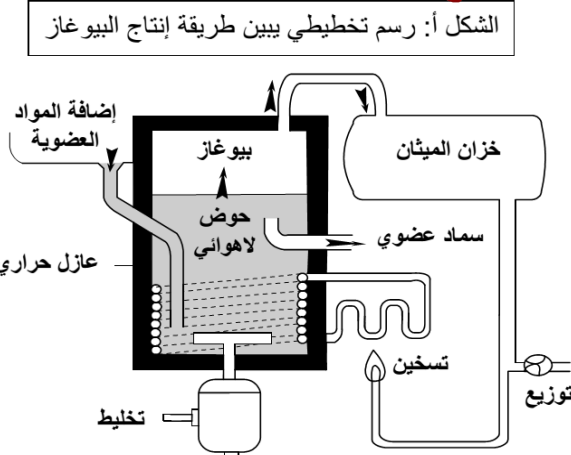 الشكل أ: رسم تخطيطي يبين طريقة إنتاج البيوغاز
إضافة المواد
العضوية
بيوغاز
خزان الميثان
حوض
لاهوائي
سماد عضوي
عازل حراري
تسخين
توزيع
تخليط